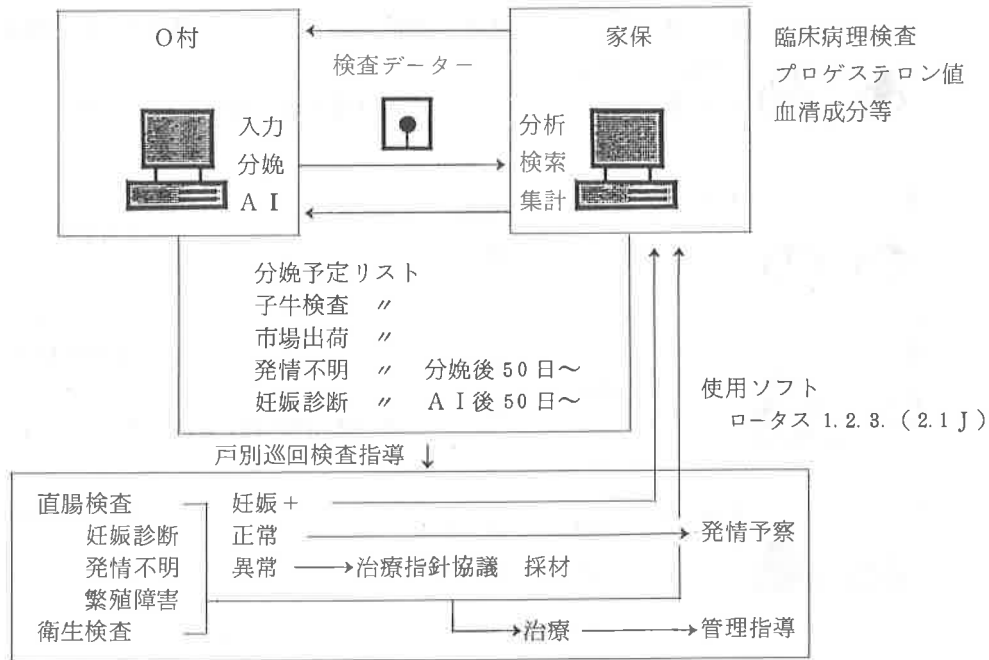 O村
家保
臨床病理検査
検査データー
プロゲステロン値
血清成分等
入力
分析
分娩
検索
AI
集計
分娩予定リスト
子牛検査 〃
市場出荷 〃
発情不明 〃 分娩後50日〜
妊娠診断 〃 AI後50日〜
使用ソフト
ロータス 1.2.3.(2.1J)
戸別巡回検査指導
直腸検査 妊娠+
妊娠診断 正常 発情予察
発情不明 異常 治療指針協議 採材
繁殖障害
衛生検査 治療 管理指導